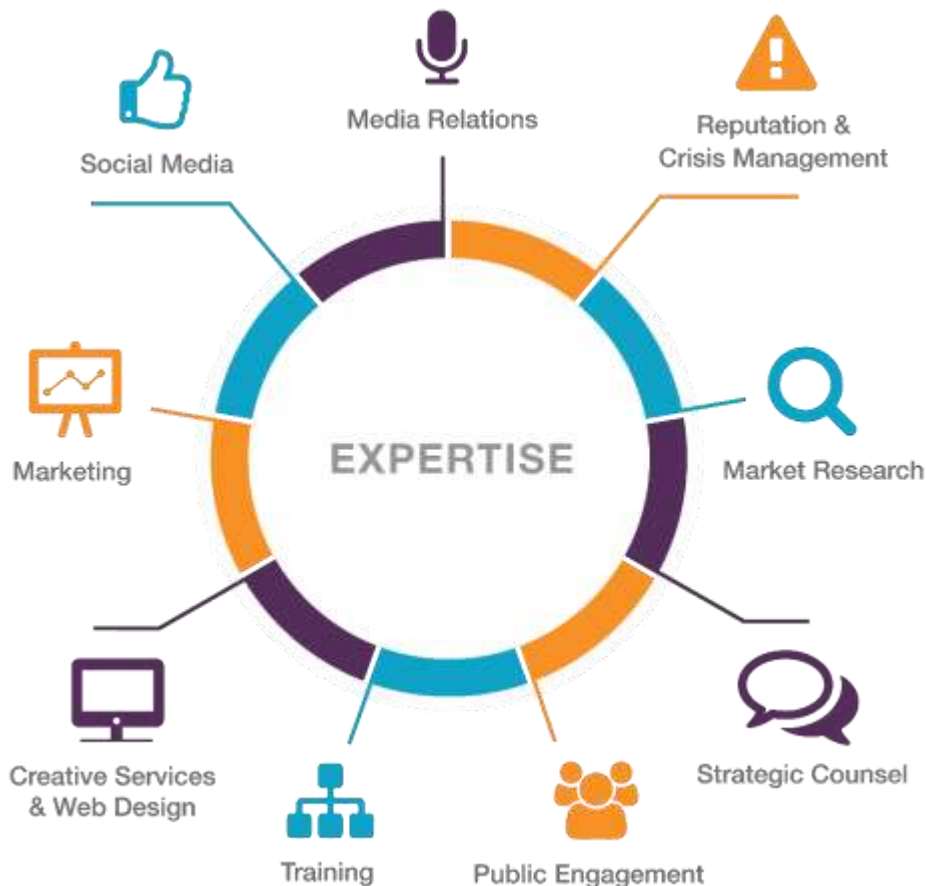 Media Relations
Reputation &
Crisis Management
Social Media
EXPERTISE
Marketing
Market Research
Creative Services
& Web Design
Strategic Counsel
Training
Public Engagement